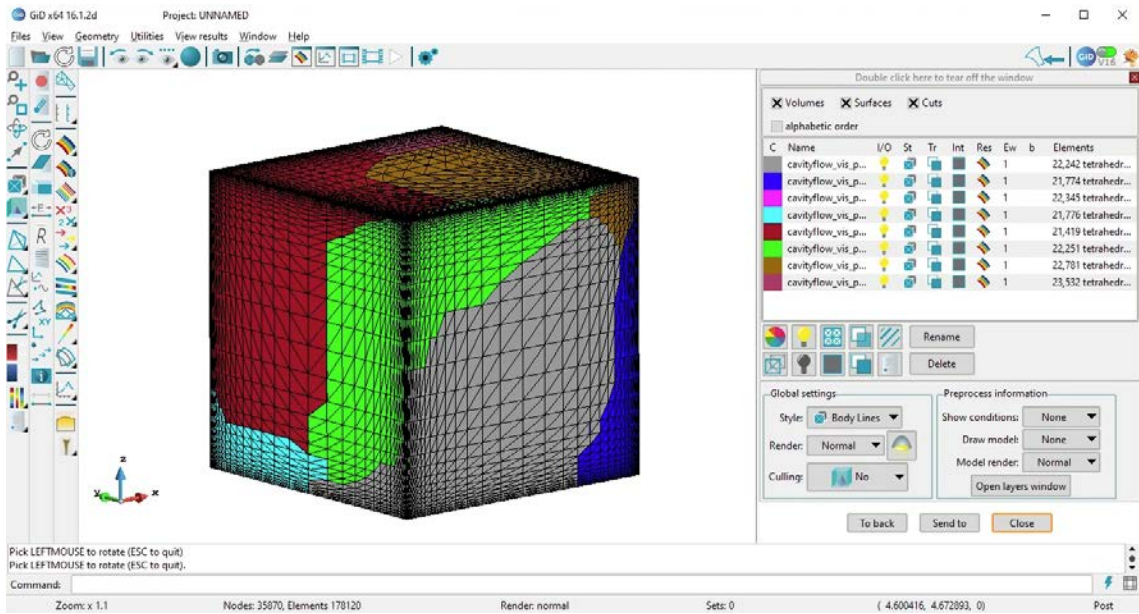 GiD x64 16.1.2d Project: UNNAMED
Files View Geometry Utilities View results Window Help
GiD V16
Double click here to tear off the window
Volumes Surfaces Cuts
alphabetic order
C Name I/O St Tr Int Res Ew b Elements
cavityflow_vis_p... 1 22,242 tetrahedr...
cavityflow_vis_p... 1 21,774 tetrahedr...
cavityflow_vis_p... 1 22,345 tetrahedr...
cavityflow_vis_p... 1 21,776 tetrahedr...
cavityflow_vis_p... 1 21,419 tetrahedr...
cavityflow_vis_p... 1 22,251 tetrahedr...
cavityflow_vis_p... 1 22,781 tetrahedr...
cavityflow_vis_p... 1 23,532 tetrahedr...
Rename
Delete
Global settings
Style: Body Lines
Render: Normal
Culling: No
Preprocess information
Show conditions: None
Draw model: None
Model render: Normal
Open layers window
To back Send to Close
z
y x
Pick LEFTMOUSE to rotate (ESC to quit)
Pick LEFTMOUSE to rotate (ESC to quit).
Command:
Zoom: x 1.1 Nodes: 35870, Elements 178120 Render: normal Sets: 0 ( 4.600416, 4.672893, 0) Post